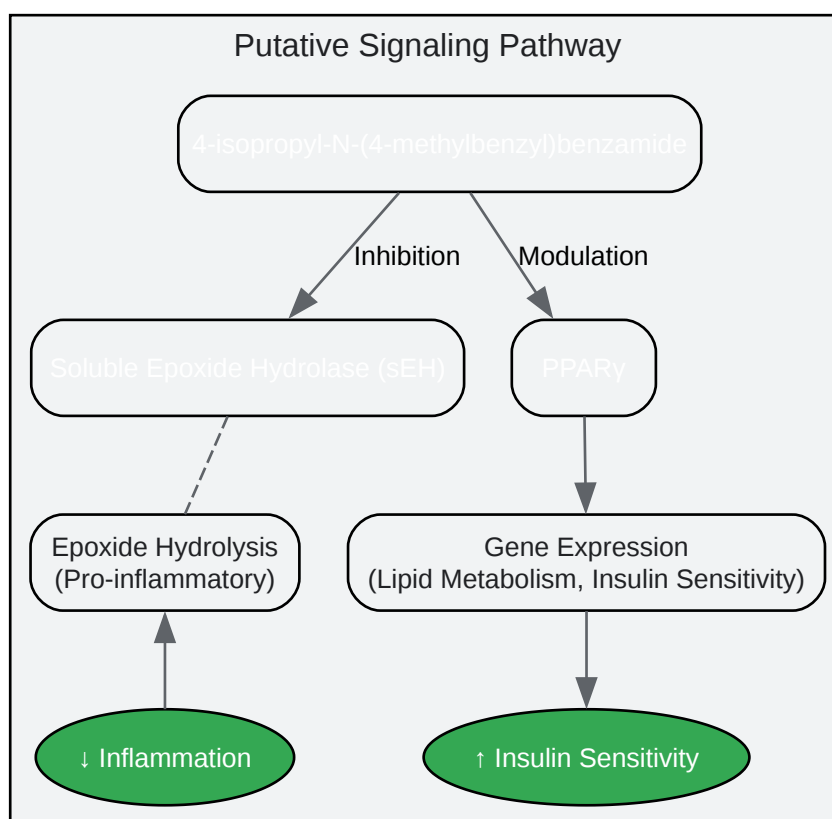 Putative Signaling Pathway
4-isopropyl-N-(4-methylbenzyl)benzamide
Inhibition
Modulation
Soluble Epoxide Hydrolase (sEH)
PPARγ
Epoxide Hydrolysis
(Pro-inflammatory)
Gene Expression
(Lipid Metabolism, Insulin Sensitivity)
↓ Inflammation
↑ Insulin Sensitivity